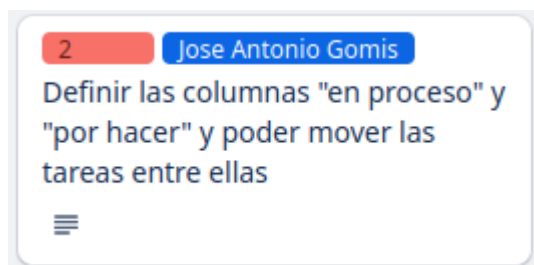 2 Jose Antonio Gomis
Definir las columnas "en proceso" y
"por hacer" y poder mover las
tareas entre ellas